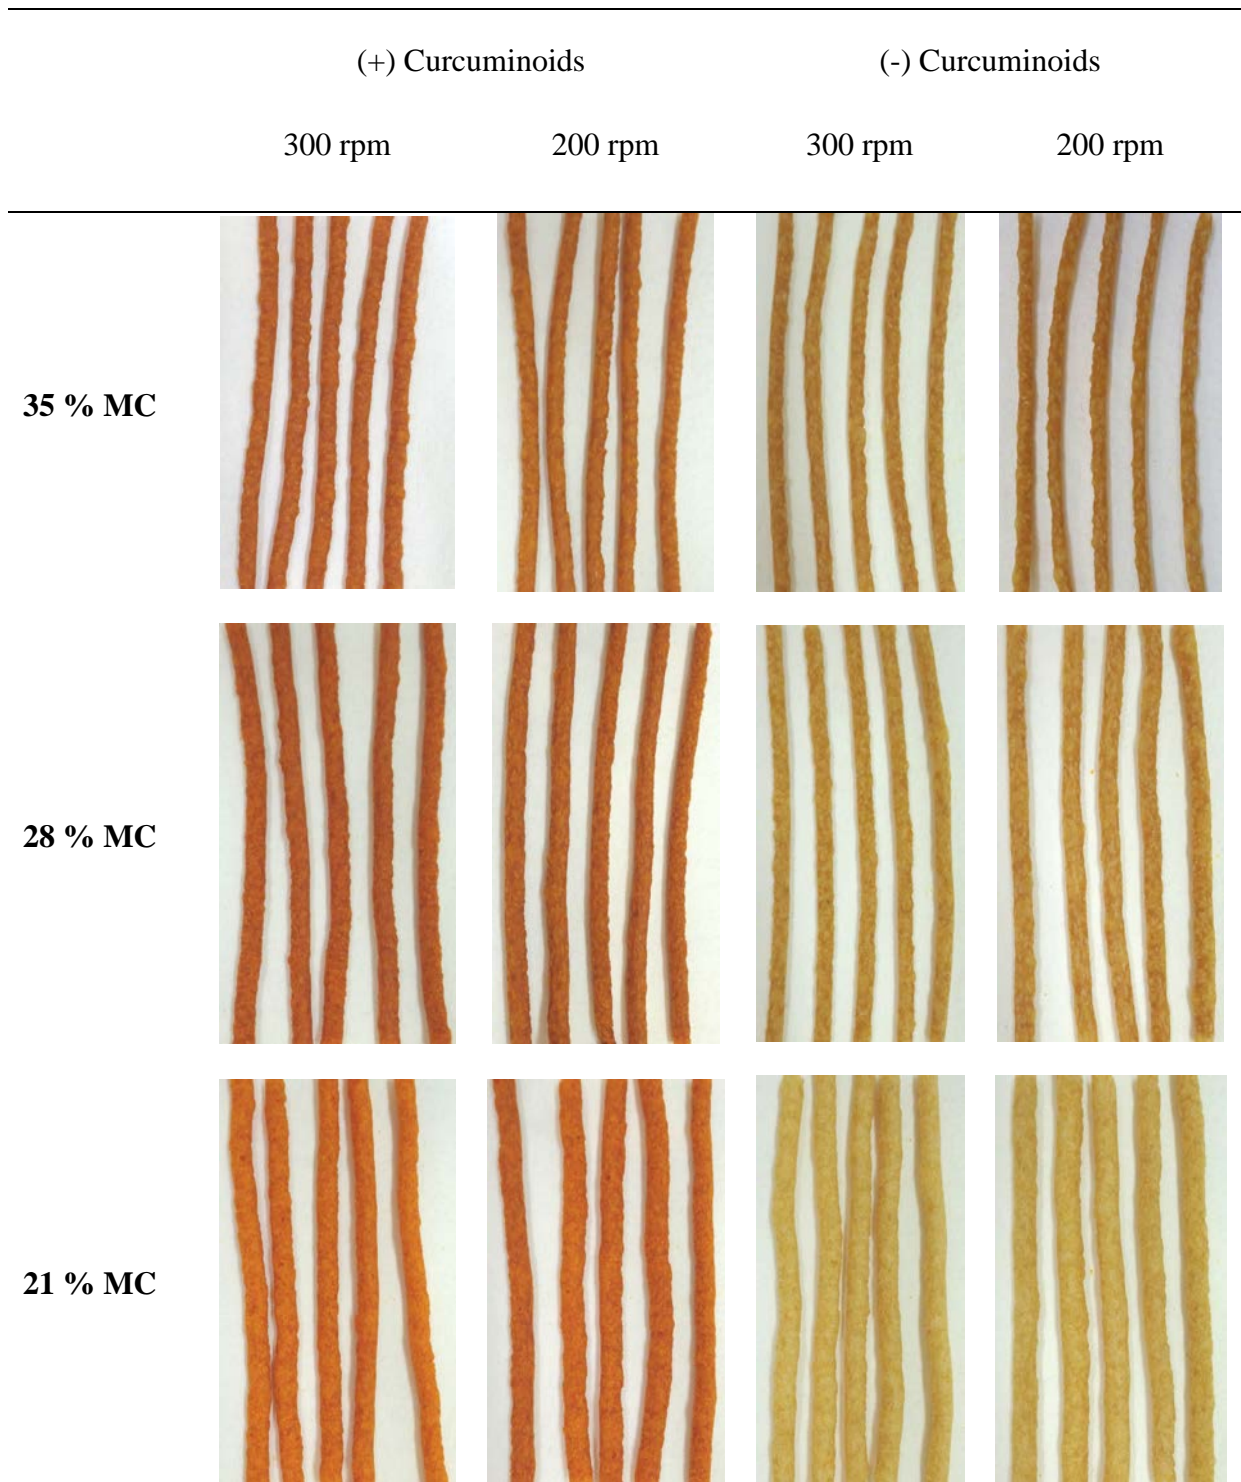 (+) Curcuminoids (-) Curcuminoids
300 rpm 200 rpm 300 rpm 200 rpm
35 % MC
28 % MC
21 % MC